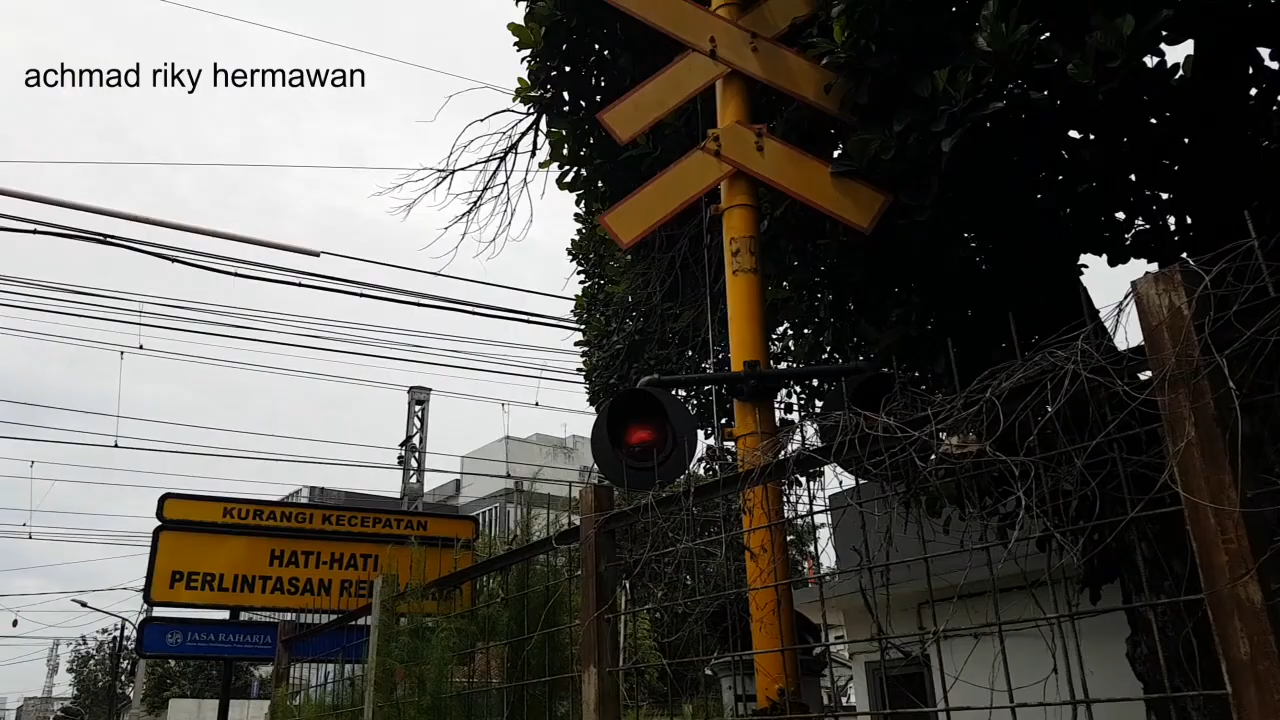 achmad riky hermawan
KURANGI KECEPATAN
HATI-HATI
PERLINTASAN
JASA RAHARJA